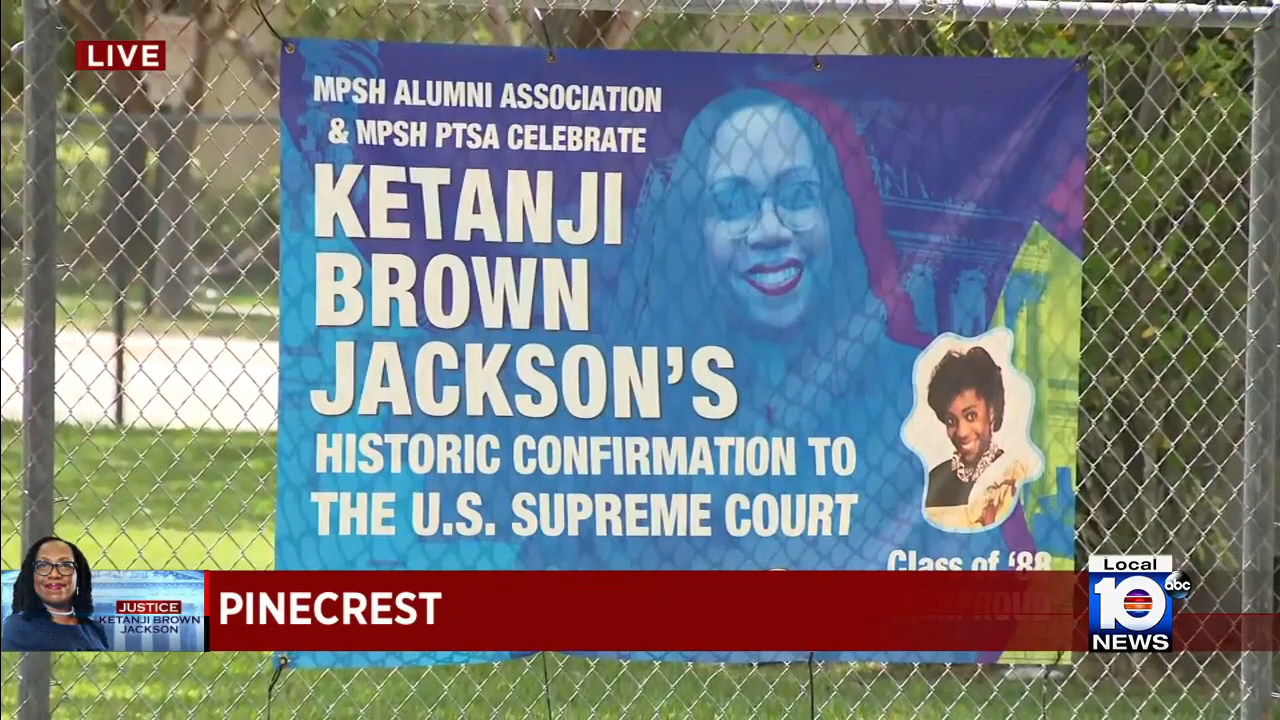 LIVE
MPSH ALUMNI ASSOCIATION
& MPSH PTSA CELEBRATE
KETANJI
BROWN
JACKSON'S
HISTORIC CONFIRMATION TO
THE U.S. SUPREME COURT
Class of '88
JUSTICE
KETANJI BROWN
JACKSON
PINECREST
Local
10
abc
NEWS